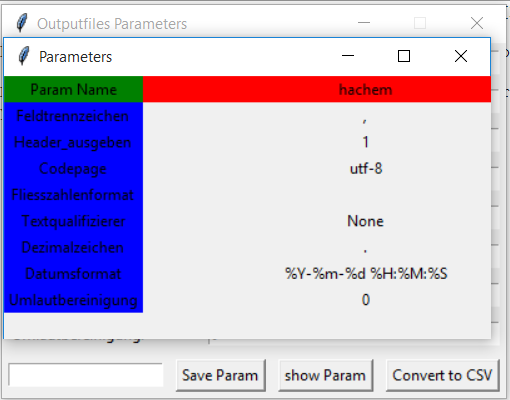 Outputfiles Parameters
Parameters
Param Name hachem
Feldtrennzeichen ,
Header_ausgeben 1
Codepage utf-8
Fliesszahlenformat
Textqualifizierer None
Dezimalzeichen .
Datumsformat %Y-%m-%d %H:%M:%S
Umlautbereinigung 0
Save Param show Param Convert to CSV